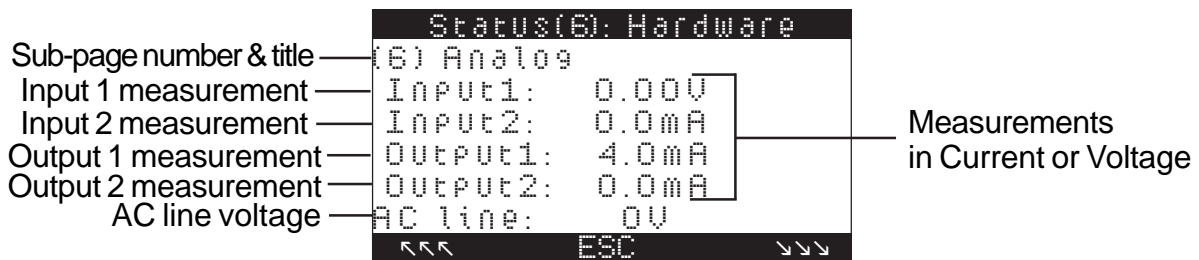 Status(6): Hardware
Sub-page number & title
(6) Analog
Input 1 measurement
Input1: 0.00V
Input 2 measurement
Input2: 0.0mA
Output 1 measurement
Output1: 4.0mA
Output 2 measurement
Output2: 0.0mA
AC line voltage
AC line: 0V
Measurements
in Current or Voltage
↖↖↖ ESC ↘↘↘